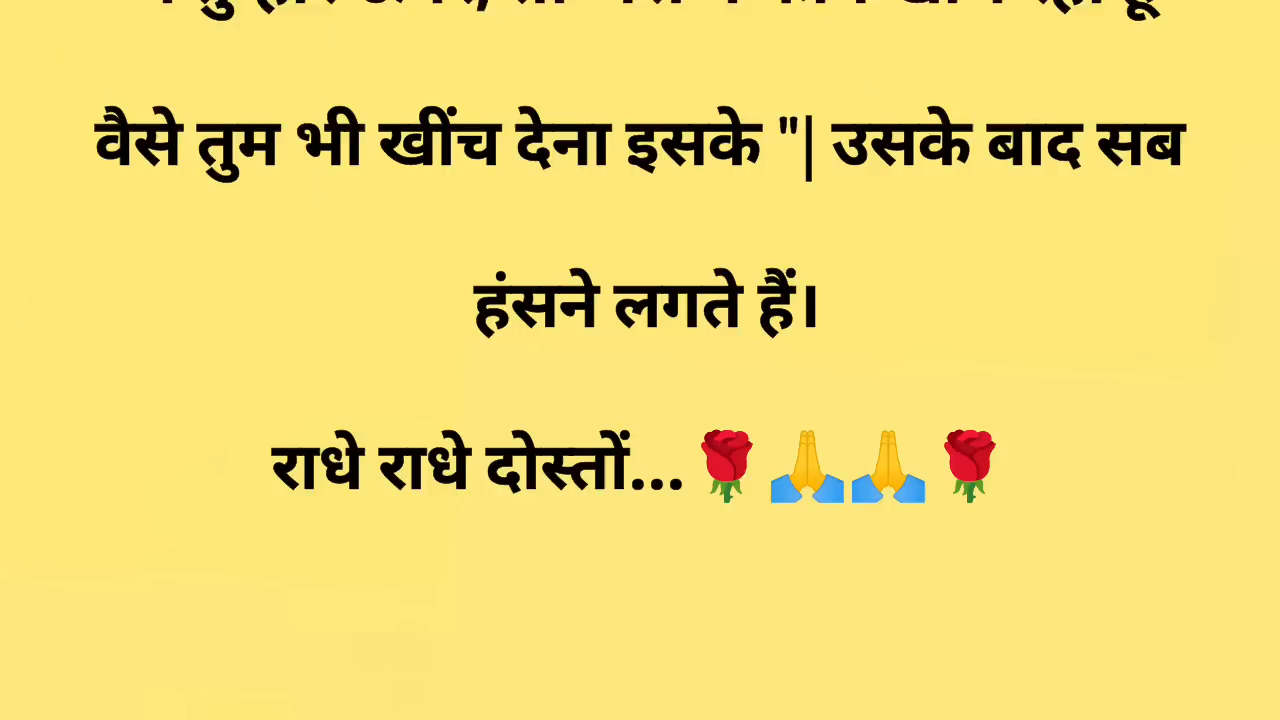 वैसे तुम भी खींच देना इसके "| उसके बाद सब
हंसने लगते हैं।
राधे राधे दोस्तों...🌹🙏🙏🌹